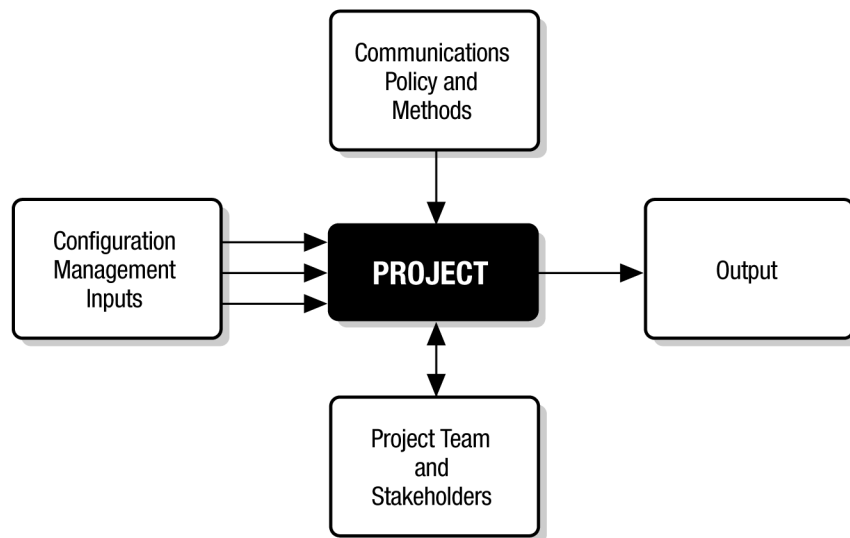 Communications
Policy and
Methods
Configuration
Management
Inputs
PROJECT
Output
Project Team
and
Stakeholders